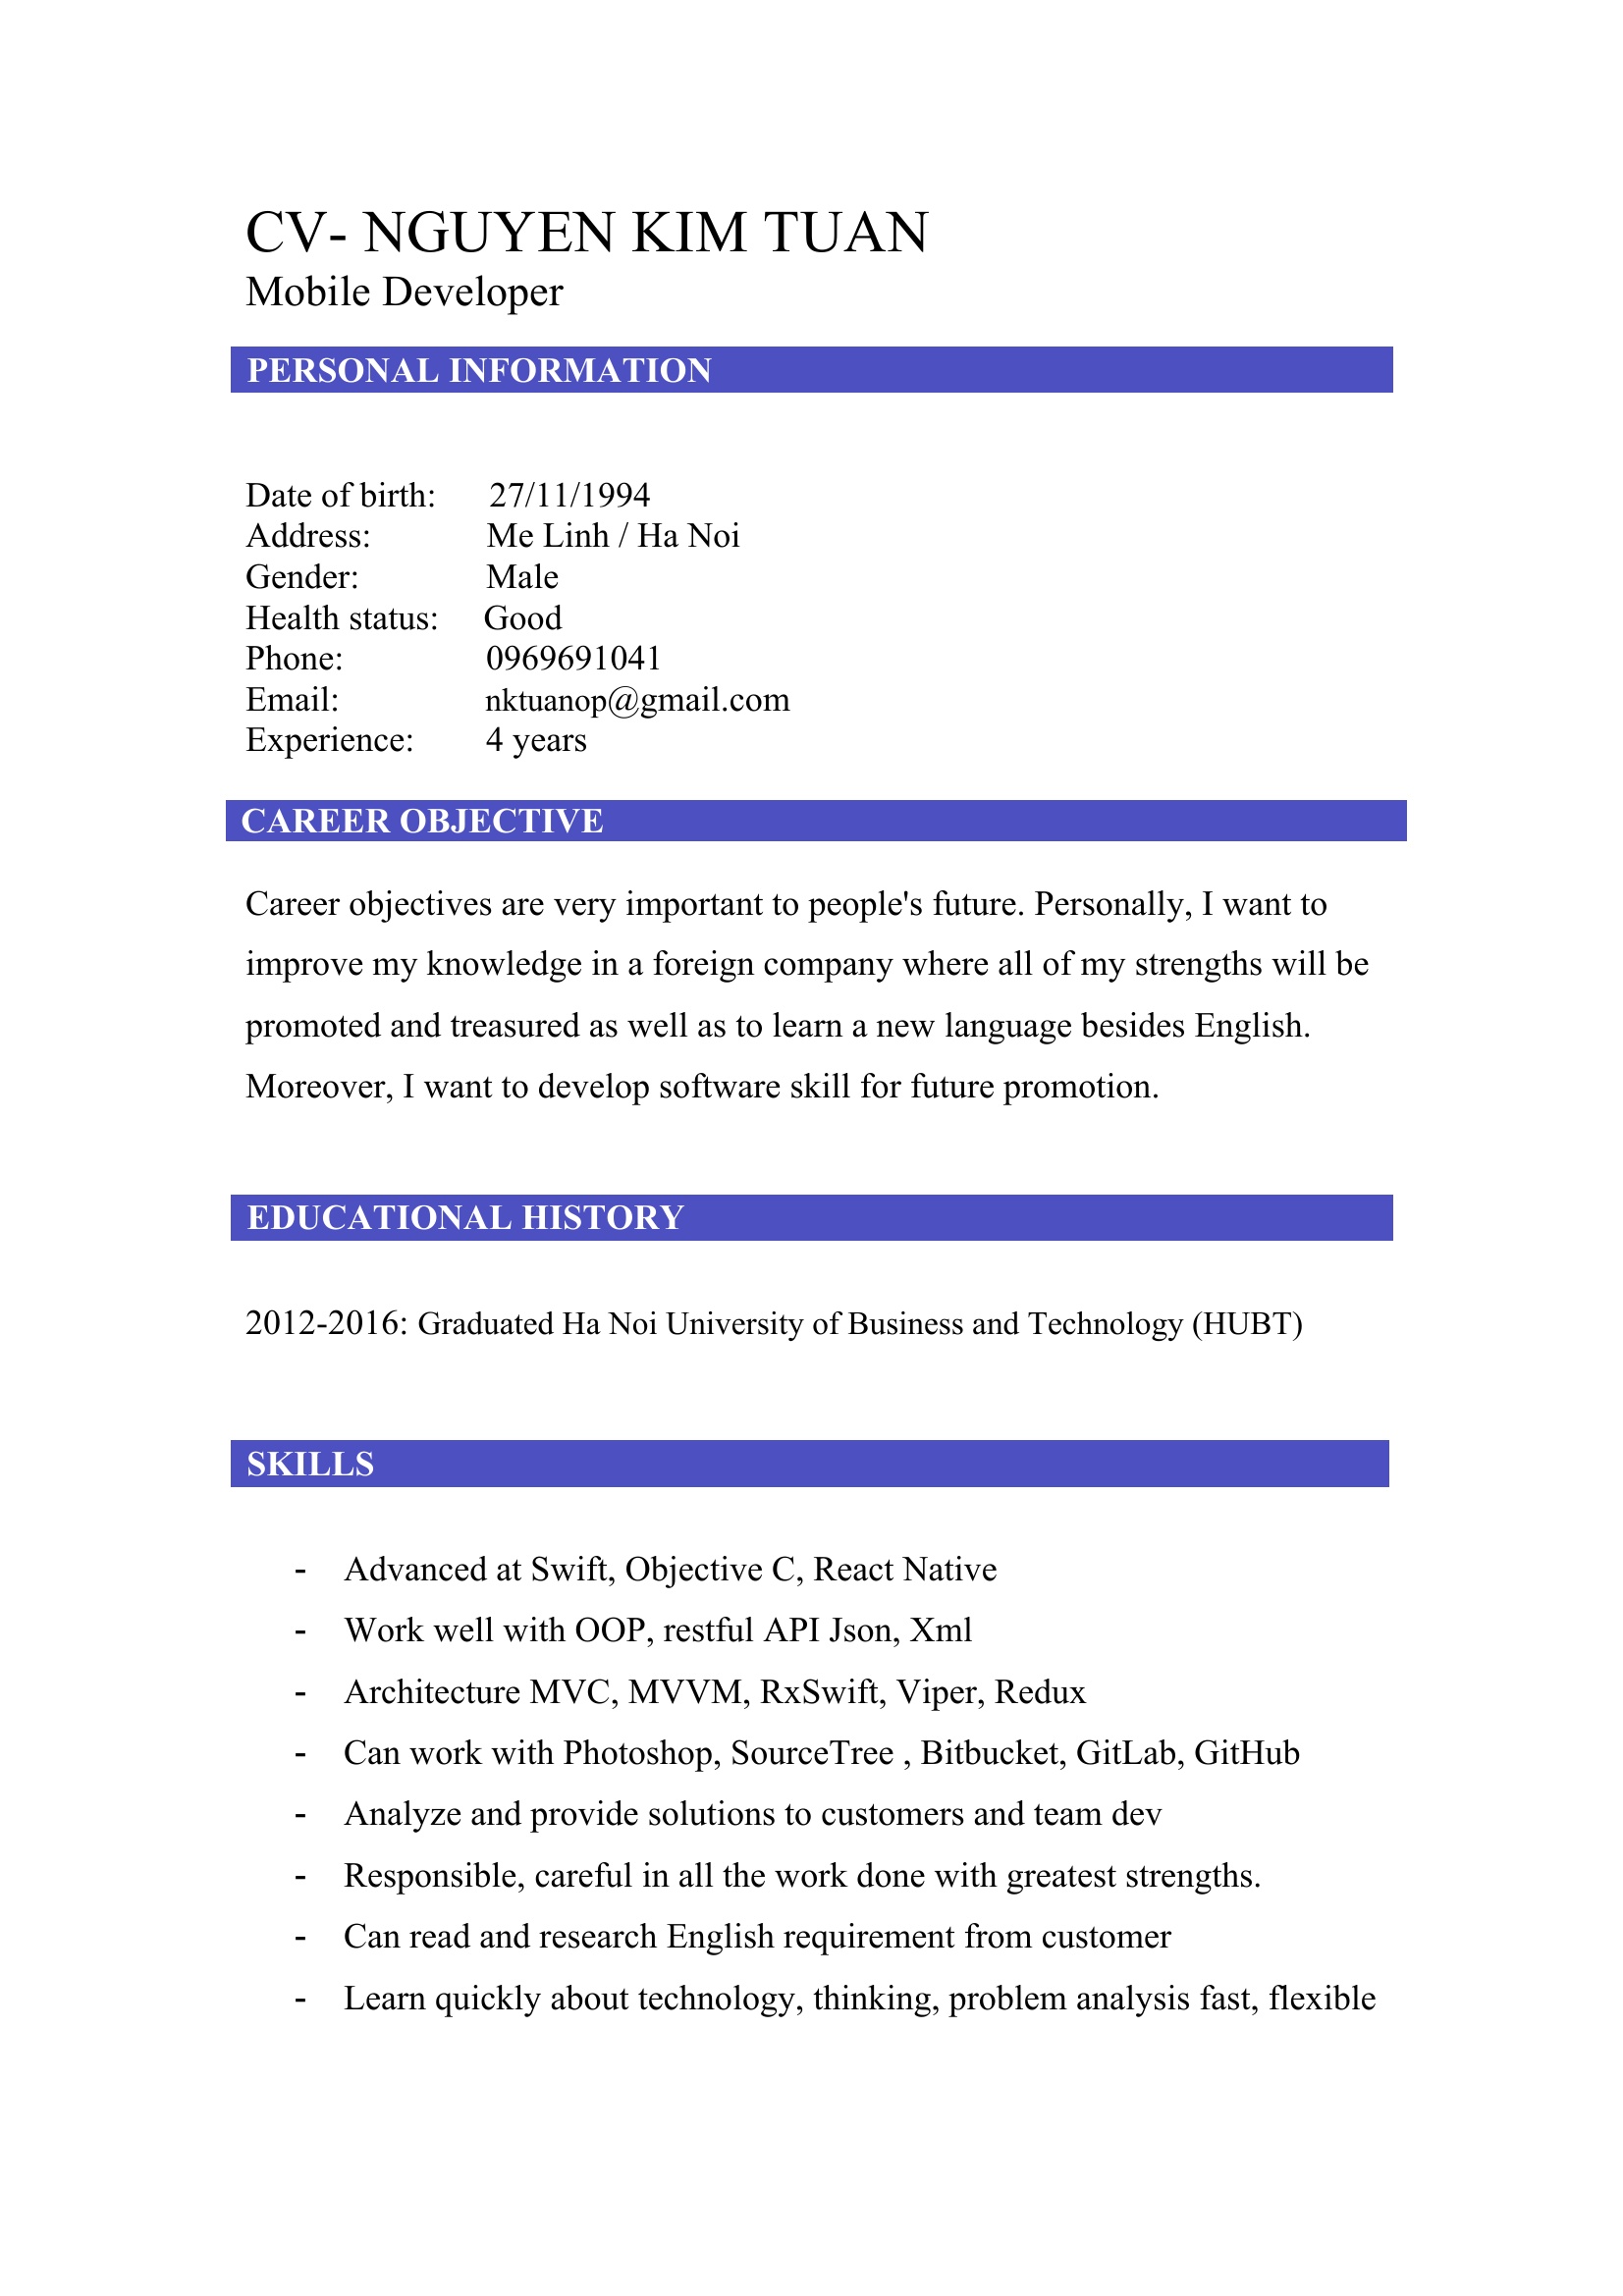 CV- NGUYEN KIM TUAN
Mobile Developer
PERSONAL INFORMATION
Date of birth: 27/11/1994
Address: Me Linh / Ha Noi
Gender: Male
Health status: Good
Phone: 0969691041
Email: nktuanop@gmail.com
Experience: 4 years
CAREER OBJECTIVE
Career objectives are very important to people's future. Personally, I want to
improve my knowledge in a foreign company where all of my strengths will be
promoted and treasured as well as to learn a new language besides English.
Moreover, I want to develop software skill for future promotion.
EDUCATIONAL HISTORY
2012-2016: Graduated Ha Noi University of Business and Technology (HUBT)
SKILLS
- Advanced at Swift, Objective C, React Native
- Work well with OOP, restful API Json, Xml
- Architecture MVC, MVVM, RxSwift, Viper, Redux
- Can work with Photoshop, SourceTree , Bitbucket, GitLab, GitHub
- Analyze and provide solutions to customers and team dev
- Responsible, careful in all the work done with greatest strengths.
- Can read and research English requirement from customer
- Learn quickly about technology, thinking, problem analysis fast, flexible